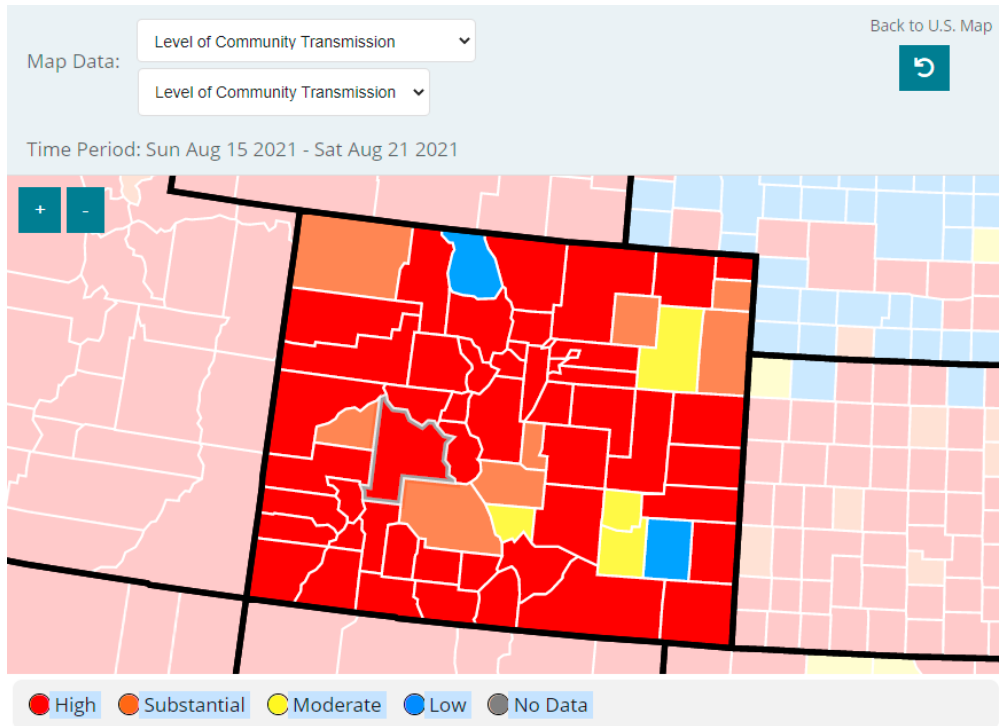 Back to U.S. Map
Map Data:
Level of Community Transmission
Level of Community Transmission
Time Period: Sun Aug 15 2021 - Sat Aug 21 2021
+ -
High Substantial Moderate Low No Data